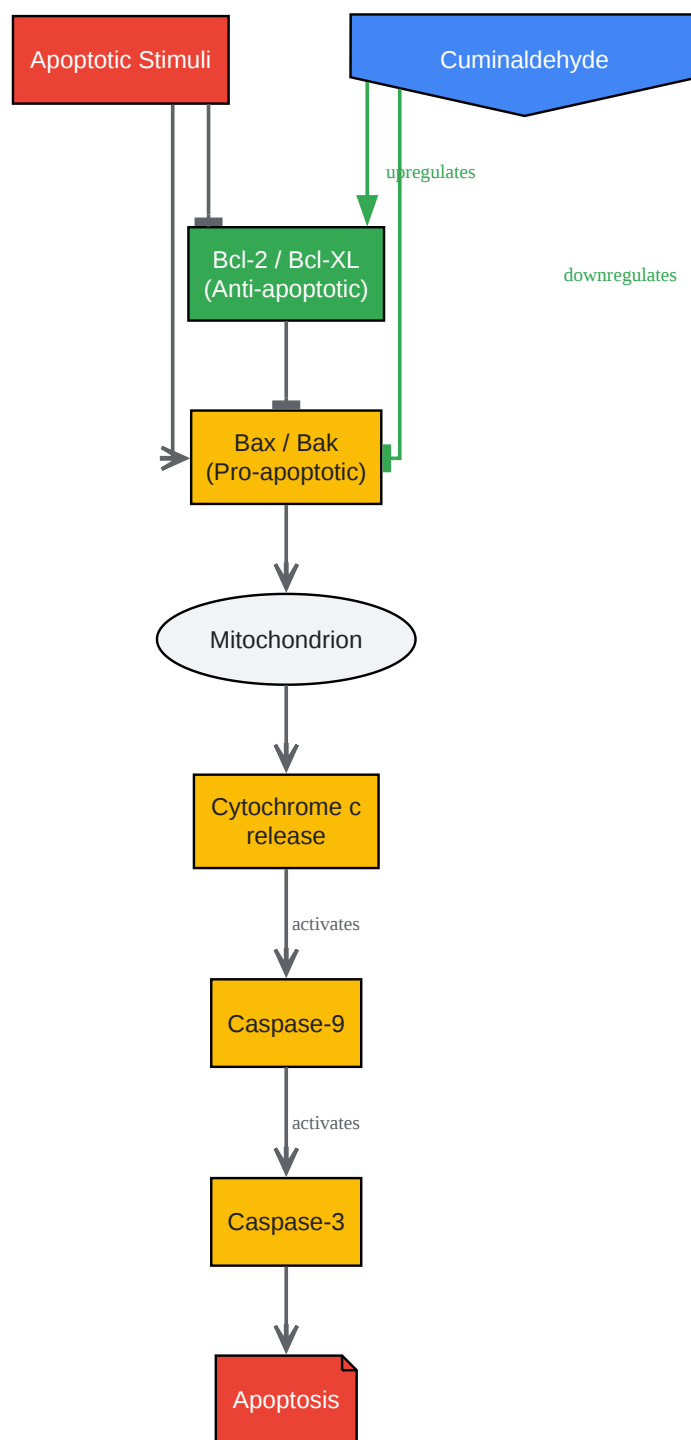 Apoptotic Stimuli
Cuminaldehyde
upregulates
Bcl-2 / Bcl-XL
(Anti-apoptotic)
downregulates
Bax / Bak
(Pro-apoptotic)
Mitochondrion
Cytochrome c
release
activates
Caspase-9
activates
Caspase-3
Apoptosis